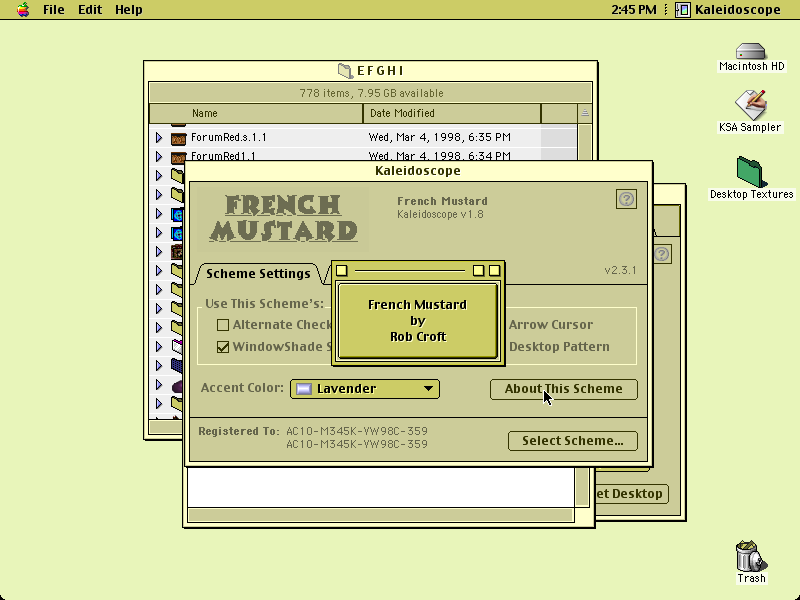 File Edit Help
2:45 PM Kaleidoscope
Macintosh HD
KSA Sampler
Desktop Textures
Trash
EFGHI
778 items, 7.95 GB available
Name Date Modified
ForumRed.s.1.1 Wed, Mar 4, 1998, 6:35 PM
ForumRed1.1 Wed, Mar 4, 1998, 6:34 PM
Kaleidoscope
FRENCH
MUSTARD
French Mustard
Kaleidoscope v1.8
?
?
Scheme Settings
v2.3.1
Use This Scheme's:
Alternate Check
Arrow Cursor
WindowShade S
Desktop Pattern
French Mustard
by
Rob Croft
Accent Color: Lavender
About This Scheme
Registered To: AC10-M345K-YW98C-359
AC10-M345K-YW98C-359
Select Scheme...
et Desktop